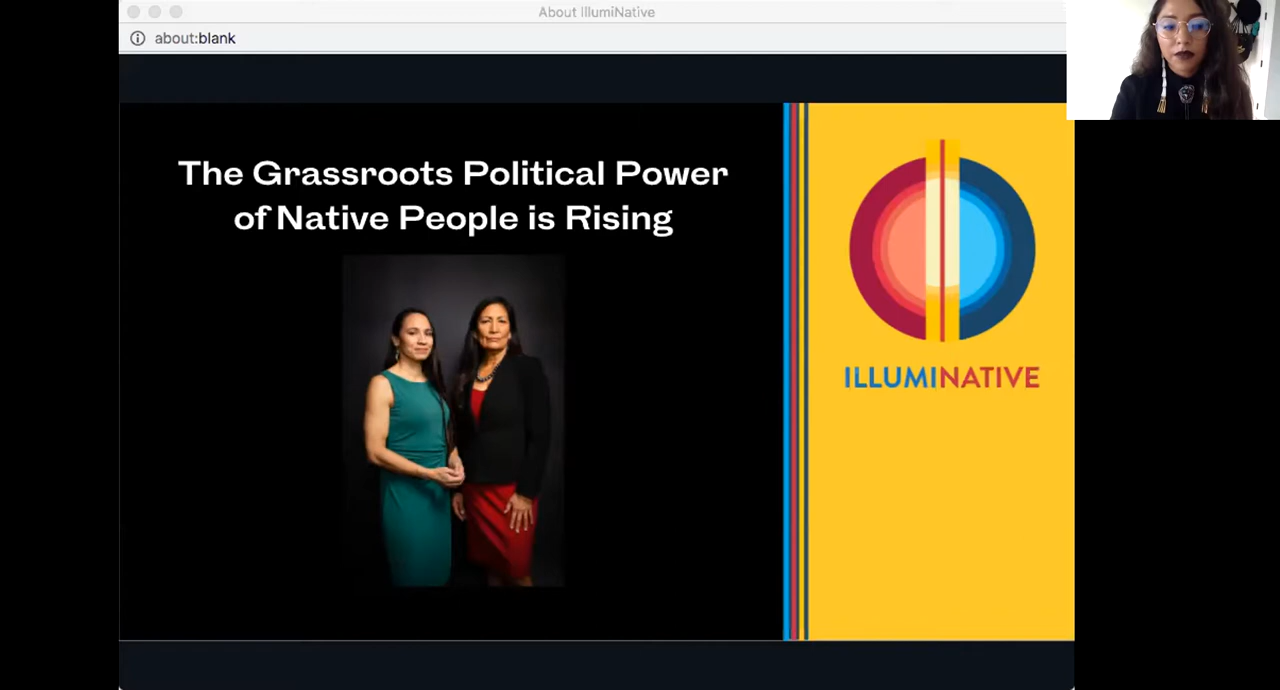 About IllumiNative
about:blank
The Grassroots Political Power
of Native People is Rising
ILLUMINATIVE